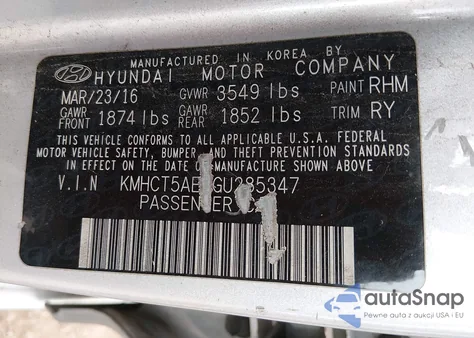 MANUFACTURED IN KOREA BY
HYUNDAI MOTOR COMPANY
MAR/23/16 GVWR 3549 lbs PAINT RHM
GAWR FRONT 1874 lbs GAWR REAR 1852 lbs TRIM RY
THIS VEHICLE CONFORMS TO ALL APPLICABLE U.S.A. FEDERAL
MOTOR VEHICLE SAFETY, BUMPER AND THEFT PREVENTION STANDARDS
IN EFFECT ON THE DATE OF MANUFACTURE SHOWN ABOVE.
V.I.N
PASSENGER
autoSnap
Pewne auta z aukcji USA i EU